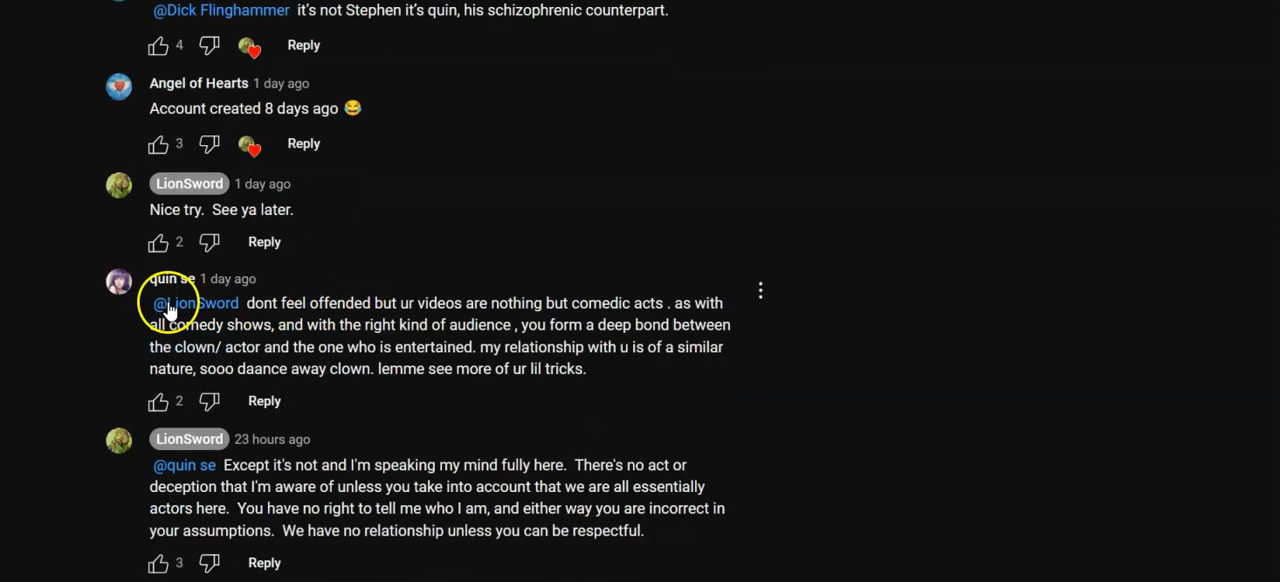 @Dick Flinghammer it's not Stephen it's quin, his schizophrenic counterpart.
4 Reply
Angel of Hearts 1 day ago
Account created 8 days ago 😂
3 Reply
LionSword 1 day ago
Nice try. See ya later.
2 Reply
quin se 1 day ago
@LionSword dont feel offended but ur videos are nothing but comedic acts . as with
all comedy shows, and with the right kind of audience , you form a deep bond between
the clown/ actor and the one who is entertained. my relationship with u is of a similar
nature, sooo daance away clown. lemme see more of ur lil tricks.
2 Reply
LionSword 23 hours ago
@quin se Except it's not and I'm speaking my mind fully here. There's no act or
deception that I'm aware of unless you take into account that we are all essentially
actors here. You have no right to tell me who I am, and either way you are incorrect in
your assumptions. We have no relationship unless you can be respectful.
3 Reply